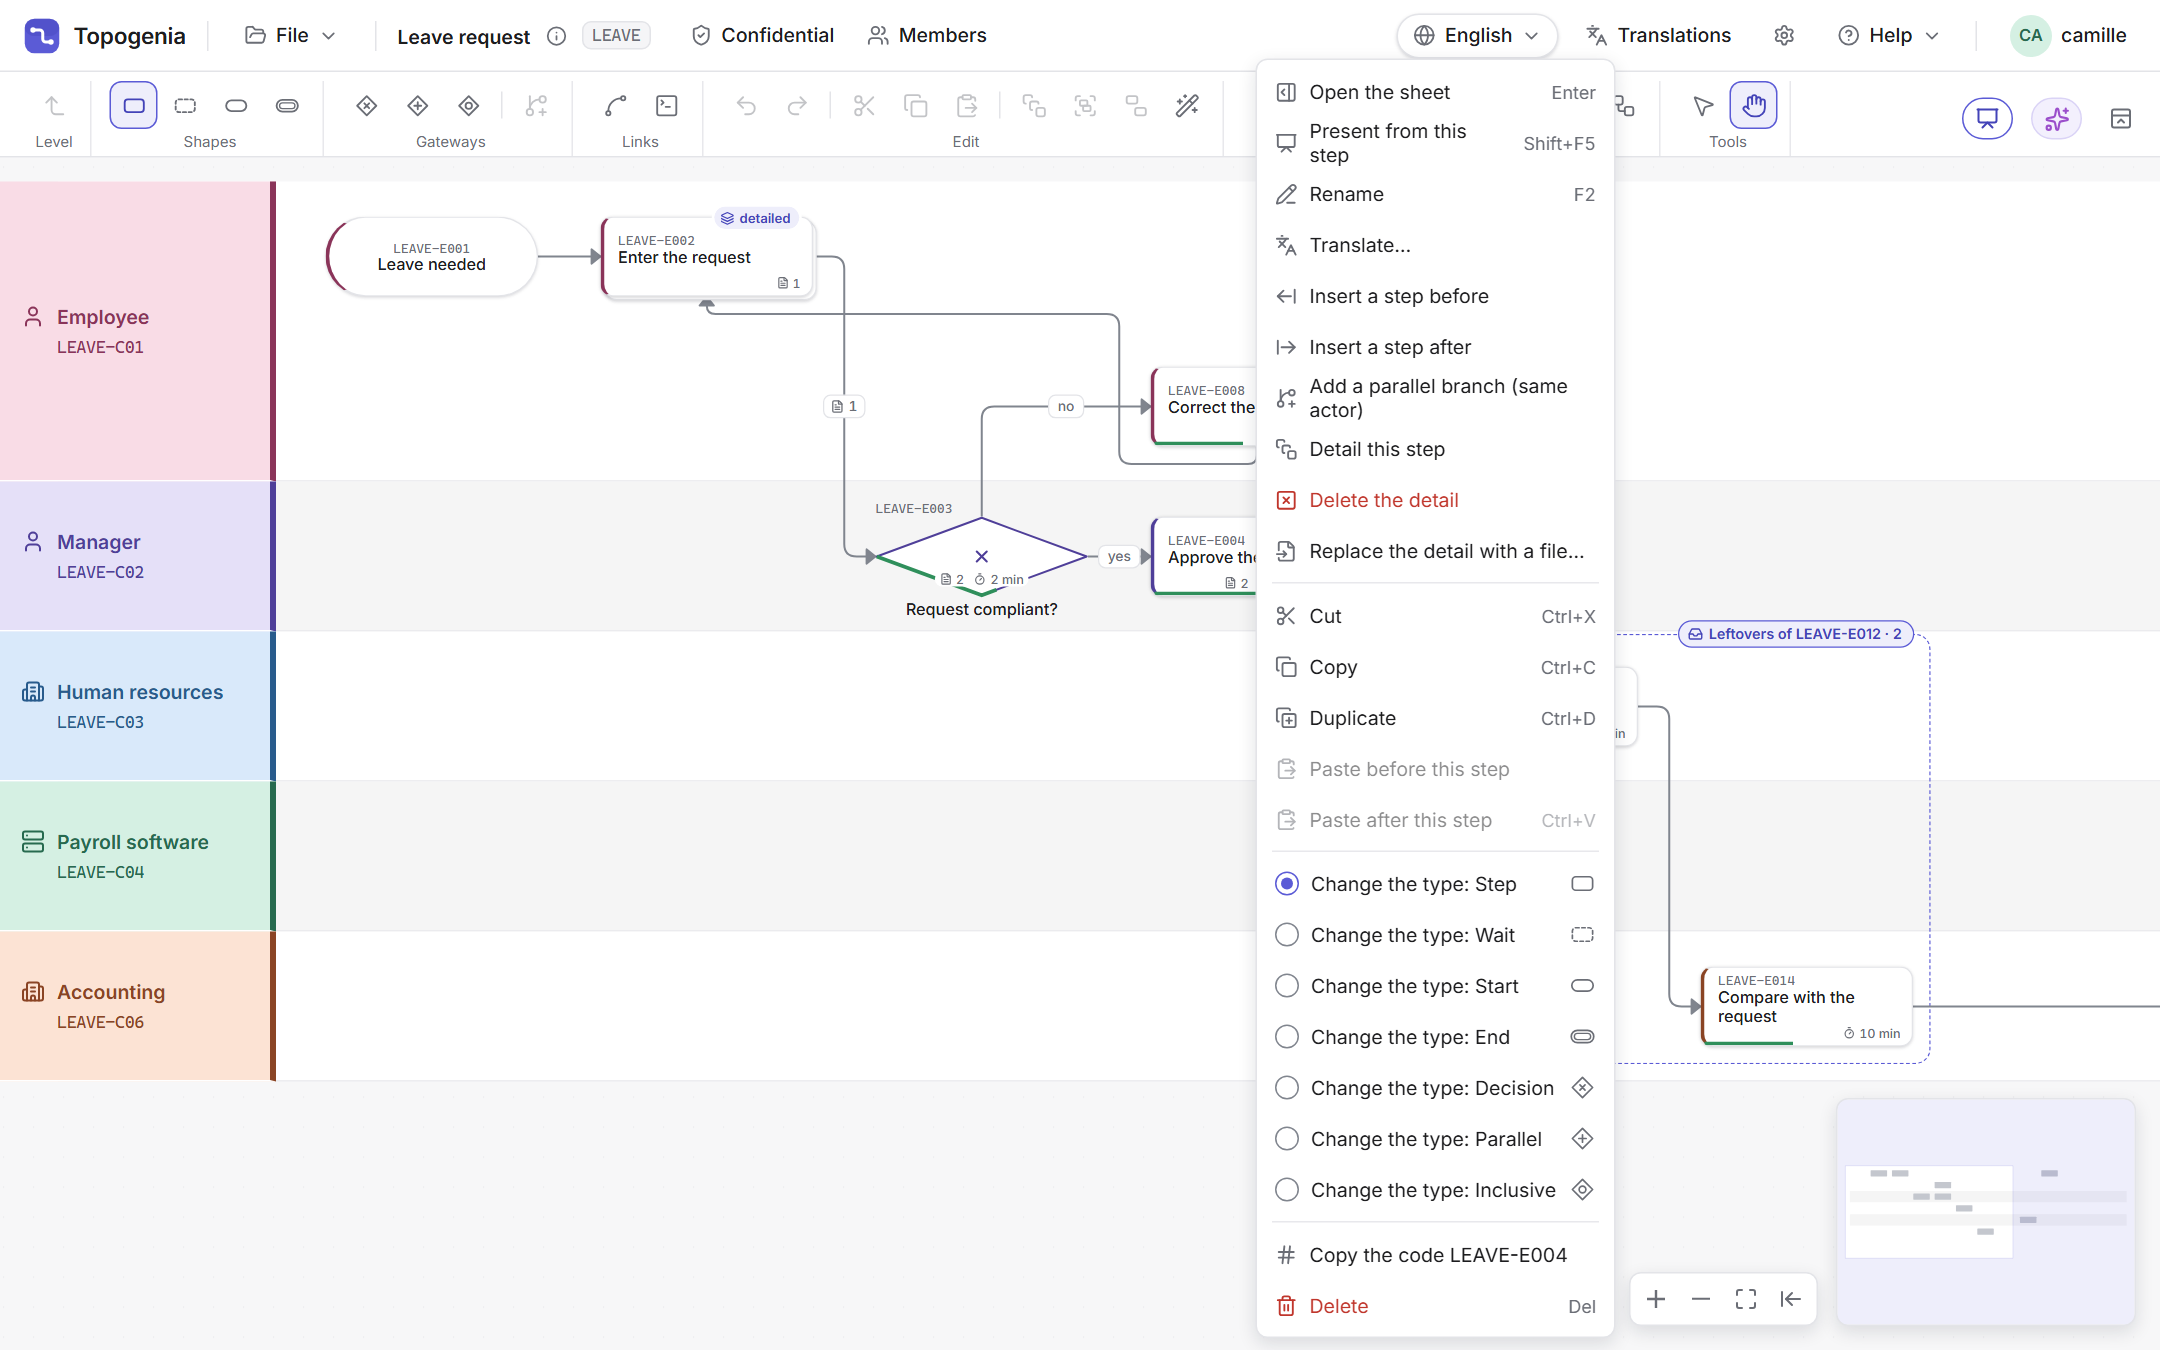 Topogenia
File
Leave request
LEAVE
Confidential
Members
English
Translations
Help
CA
camille
Level
Shapes
Gateways
Links
Edit
Tools
Employee
LEAVE-C01
Manager
LEAVE-C02
Human resources
LEAVE-C03
Payroll software
LEAVE-C04
Accounting
LEAVE-C06
LEAVE-E001
Leave needed
detailed
LEAVE-E002
Enter the request
1
1
no
LEAVE-E008
Correct the
LEAVE-E003
2
2 min
Request compliant?
yes
LEAVE-E004
Approve the
2
Open the sheet
Enter
Present from this
step
Shift+F5
Rename
F2
Translate...
Insert a step before
Insert a step after
Add a parallel branch (same
actor)
Detail this step
Delete the detail
Replace the detail with a file...
Cut
Ctrl+X
Copy
Ctrl+C
Duplicate
Ctrl+D
Paste before this step
Paste after this step
Ctrl+V
Change the type: Step
Change the type: Wait
Change the type: Start
Change the type: End
Change the type: Decision
Change the type: Parallel
Change the type: Inclusive
Copy the code LEAVE-E004
Delete
Del
Leftovers of LEAVE-E012 · 2
in
LEAVE-E014
Compare with the
request
10 min